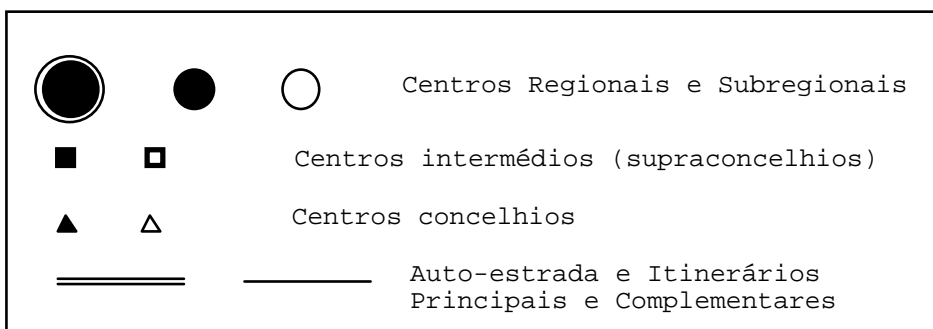 Centros Regionais e Subregionais
Centros intermédios (supraconcelhios)
Centros concelhios
Auto-estrada e Itinerários
Principais e Complementares